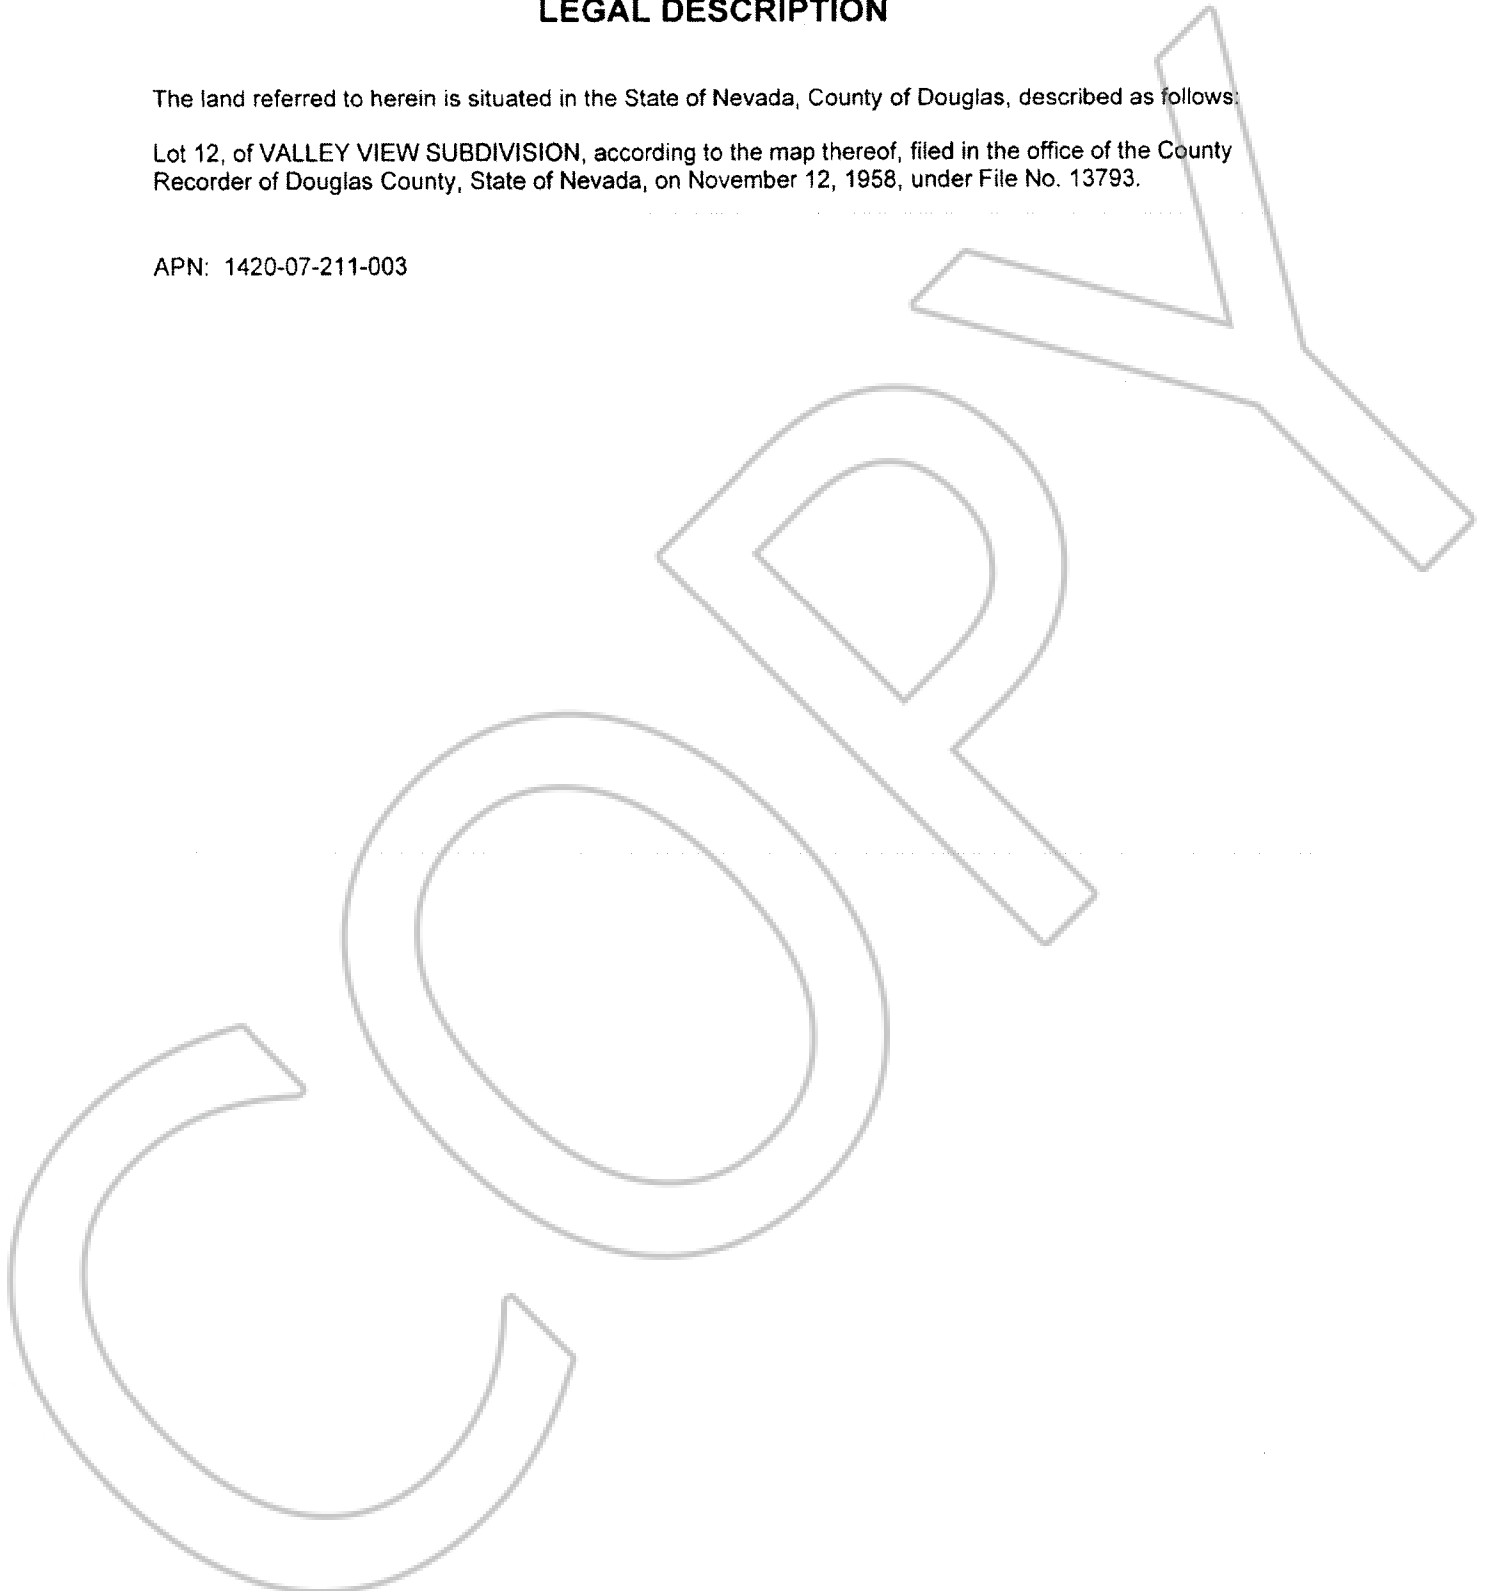 LEGAL DESCRIPTION
The land referred to herein is situated in the State of Nevada, County of Douglas, described as follows:
Lot 12, of VALLEY VIEW SUBDIVISION, according to the map thereof, filed in the office of the County
Recorder of Douglas County, State of Nevada, on November 12, 1958, under File No. 13793.
APN: 1420-07-211-003
COPY